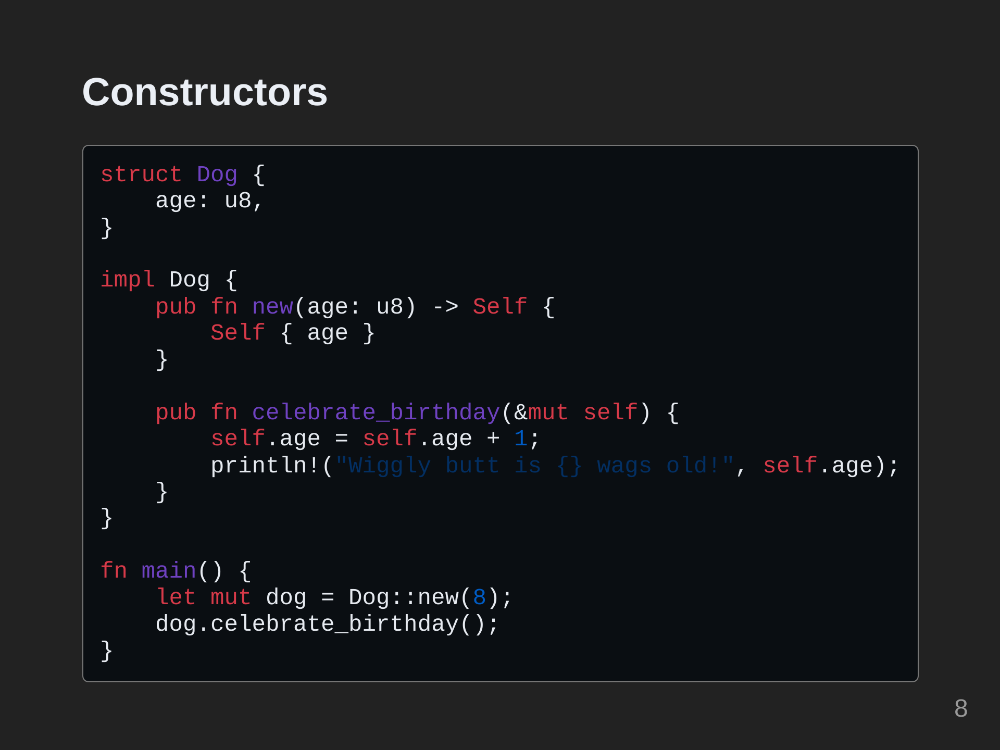 Constructors
struct Dog {
    age: u8,
}

impl Dog {
    pub fn new(age: u8) -> Self {
        Self { age }
    }

    pub fn celebrate_birthday(&mut self) {
        self.age = self.age + 1;
        println!("Wiggly butt is {} wags old!", self.age);
    }
}

fn main() {
    let mut dog = Dog::new(8);
    dog.celebrate_birthday();
}
8